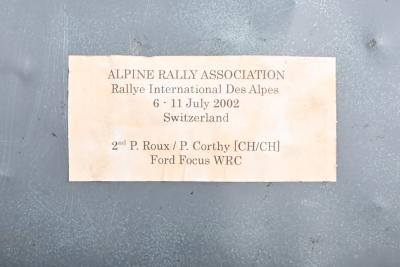 ALPINE RALLY ASSOCIATION
Rallye International Des Alpes
6 - 11 July 2002
Switzerland
2nd P. Roux / P. Corthy [CH/CH]
Ford Focus WRC